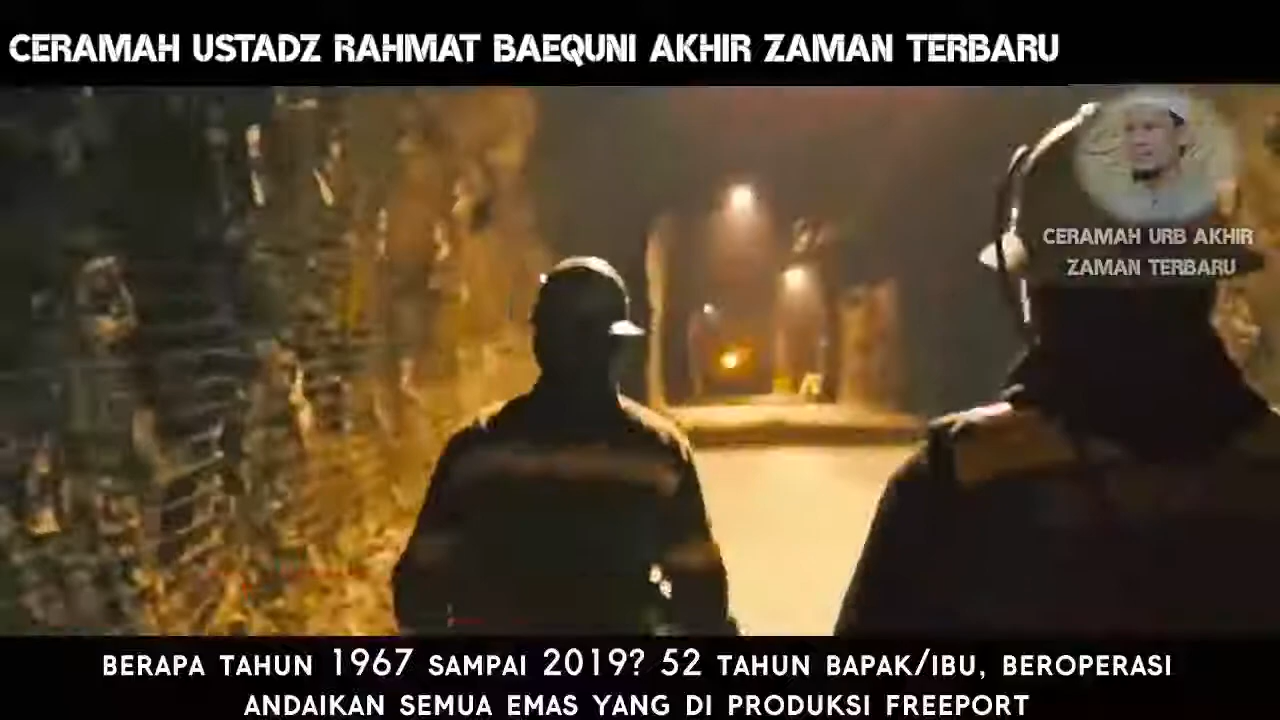 CERAMAH USTADZ RAHMAT BAEQUNI AKHIR ZAMAN TERBARU
CERAMAH URB AKHIR
ZAMAN TERBARU
BERAPA TAHUN 1967 SAMPAI 2019? 52 TAHUN BAPAK/IBU, BEROPERASI
ANDAIKAN SEMUA EMAS YANG DI PRODUKSI FREEPORT